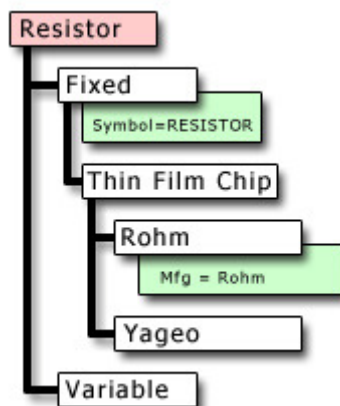 Resistor
Fixed
Symbol=RESISTOR
Thin Film Chip
Rohm
Mfg = Rohm
Yageo
Variable